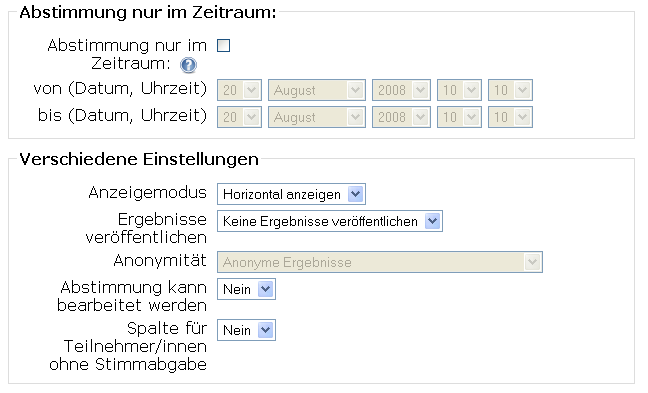 Abstimmung nur im Zeitraum:
Abstimmung nur im
Zeitraum: ?
von (Datum, Uhrzeit) 20 August 2008 10 10
bis (Datum, Uhrzeit) 20 August 2008 10 10
Verschiedene Einstellungen
Anzeigemodus Horizontal anzeigen
Ergebnisse Keine Ergebnisse veröffentlichen
veröffentlichen
Anonymität Anonyme Ergebnisse
Abstimmung kann Nein
bearbeitet werden
Spalte für Nein
Teilnehmer/innen
ohne Stimmabgabe